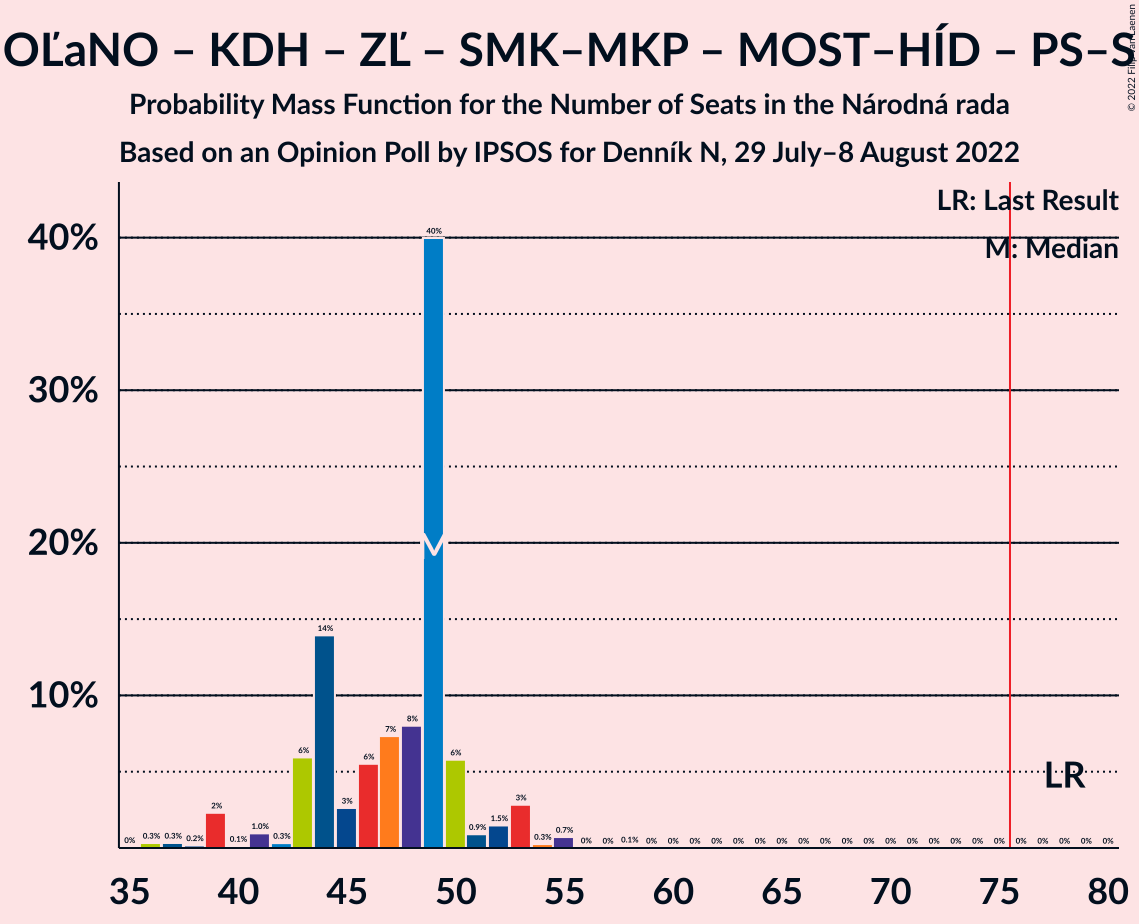 OĽaNO – KDH – ZĽ – SMK–MKP – MOST–HÍD – PS–S
© 2022 Filip van Laenen
Probability Mass Function for the Number of Seats in the Národná rada
Based on an Opinion Poll by IPSOS for Denník N, 29 July–8 August 2022
LR: Last Result
M: Median
40%
30%
20%
10%
0% 0.3% 0.3% 0.2% 2% 0.1% 1.0% 0.3% 6% 14% 3% 6% 7% 8% 40% 6% 0.9% 1.5% 3% 0.3% 0.7% 0% 0% 0.1% 0% 0% 0% 0% 0% 0% 0% 0% 0% 0% 0% 0% 0% 0% 0% 0% 0% 0% 0% 0% 0% 0%
M
LR
35 40 45 50 55 60 65 70 75 80